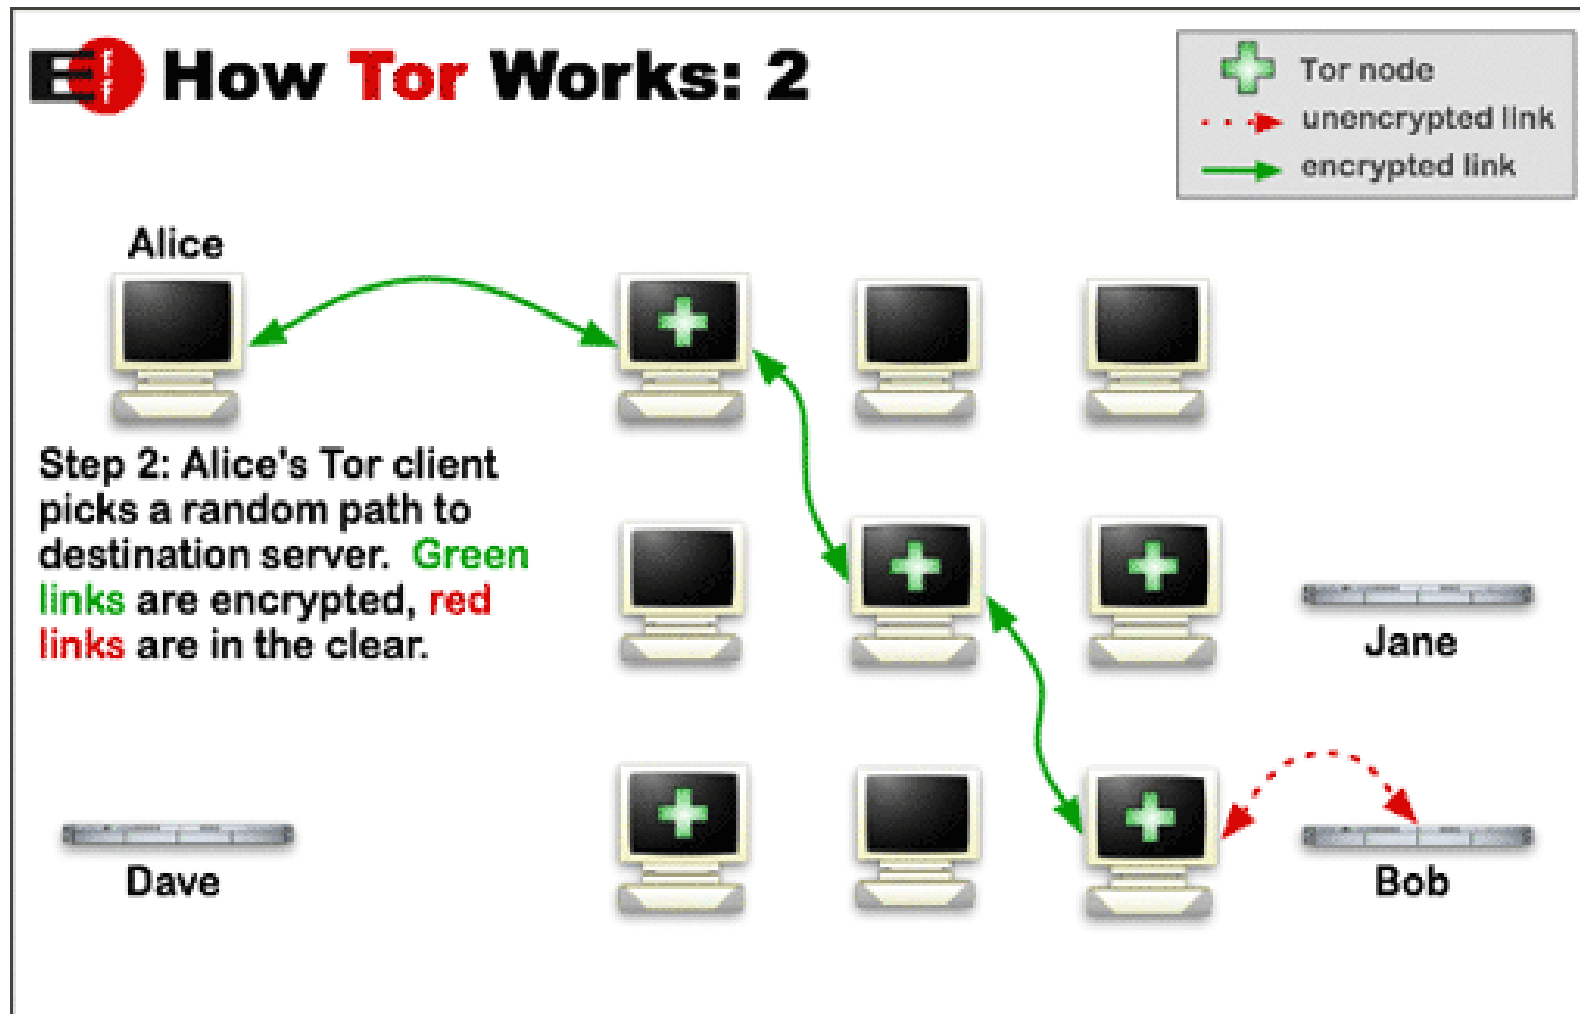 EFF How Tor Works: 2
Tor node
unencrypted link
encrypted link
Alice
Step 2: Alice's Tor client
picks a random path to
destination server. Green
links are encrypted, red
links are in the clear.
Jane
Dave
Bob